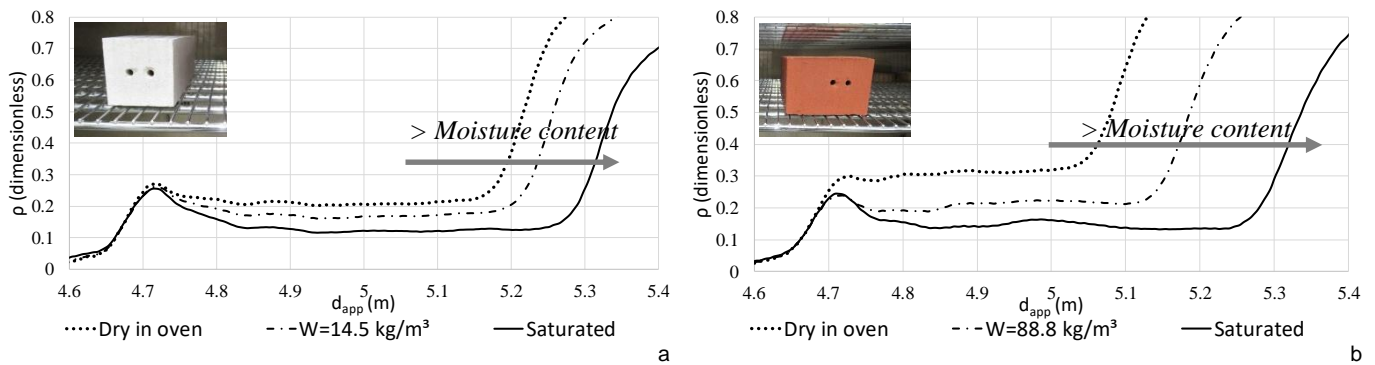 0.8
0.7
0.6
0.5
0.4
0.3
0.2
0.1
0
ρ (dimensionless)
> Moisture content
4.6 4.7 4.8 4.9 5 5.1 5.2 5.3 5.4
d_app (m)
Dry in oven W=14.5 kg/m³ Saturated
a
0.8
0.7
0.6
0.5
0.4
0.3
0.2
0.1
0
ρ (dimensionless)
> Moisture content
4.6 4.7 4.8 4.9 5 5.1 5.2 5.3 5.4
d_app (m)
Dry in oven W=88.8 kg/m³ Saturated
b